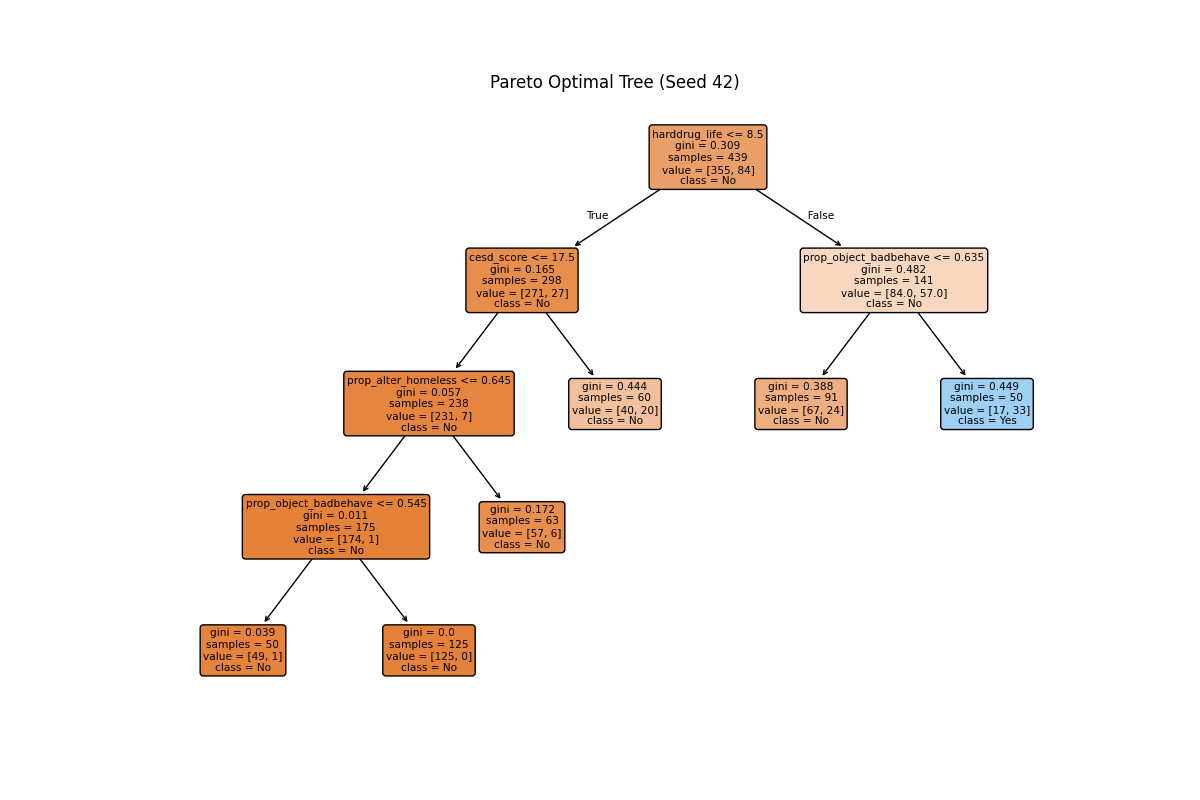 Pareto Optimal Tree (Seed 42)
harddrug_life <= 8.5
gini = 0.309
samples = 439
value = [355, 84]
class = No
True
False
cesd_score <= 17.5
gini = 0.165
samples = 298
value = [271, 27]
class = No
prop_object_badbehave <= 0.635
gini = 0.482
samples = 141
value = [84.0, 57.0]
class = No
prop_alter_homeless <= 0.645
gini = 0.057
samples = 238
value = [231, 7]
class = No
gini = 0.444
samples = 60
value = [40, 20]
class = No
gini = 0.388
samples = 91
value = [67, 24]
class = No
gini = 0.449
samples = 50
value = [17, 33]
class = Yes
prop_object_badbehave <= 0.545
gini = 0.011
samples = 175
value = [174, 1]
class = No
gini = 0.172
samples = 63
value = [57, 6]
class = No
gini = 0.039
samples = 50
value = [49, 1]
class = No
gini = 0.0
samples = 125
value = [125, 0]
class = No